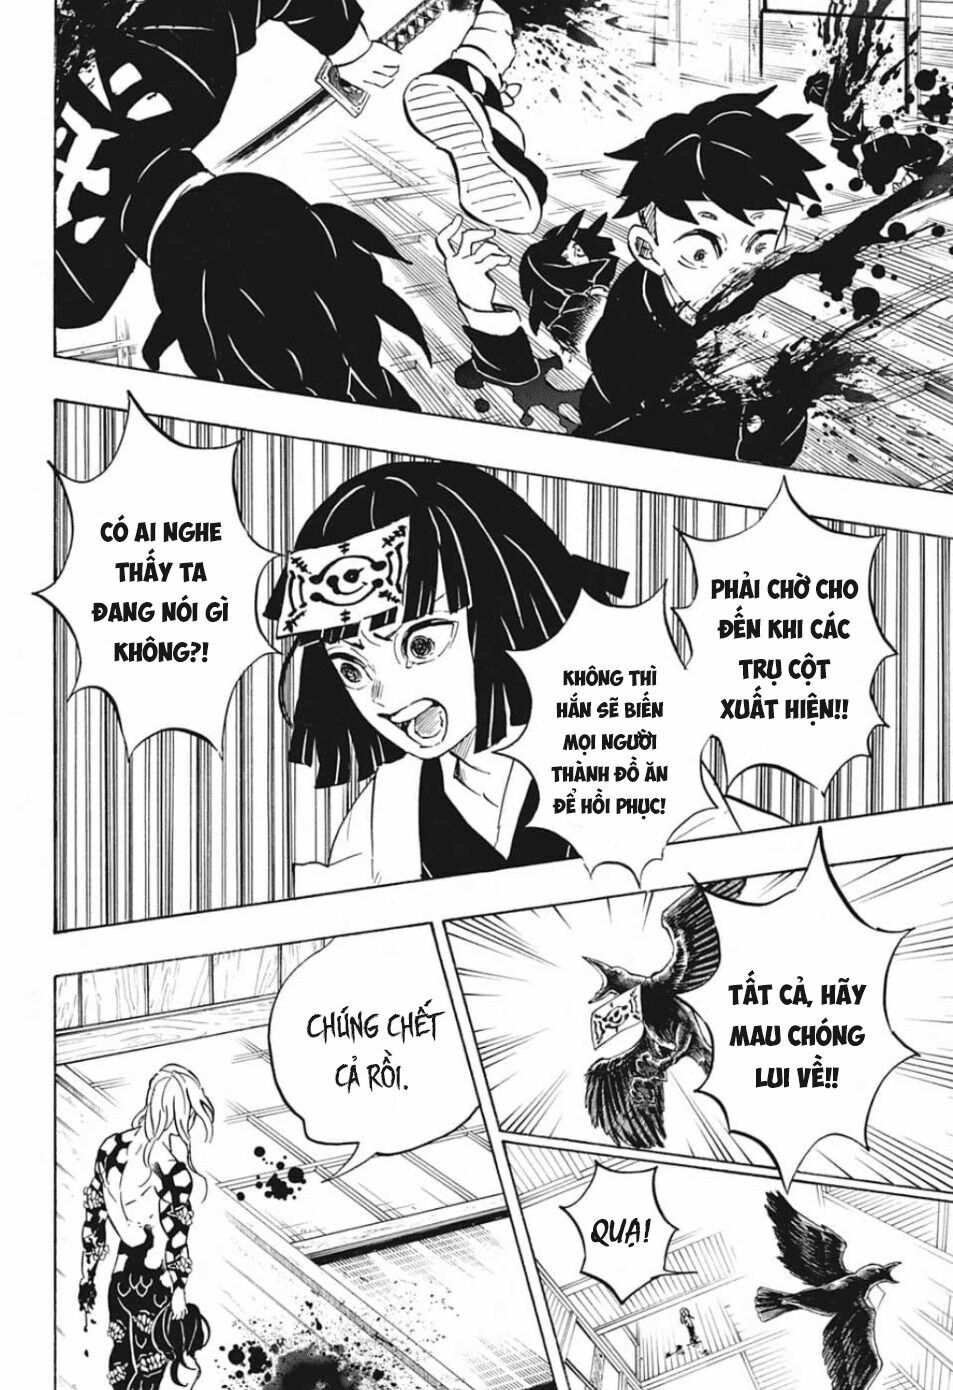 PHẢI CHỜ CHO
ĐẾN KHI CÁC
TRỤ CỘT
XUẤT HIỆN!!
KHÔNG THÌ
HẮN SẼ BIẾN
MỌI NGƯỜI
THÀNH ĐỒ ĂN
ĐỂ HỒI PHỤC!
CÓ AI NGHE
THẤY TA
ĐANG NÓI GÌ
KHÔNG?!
TẤT CẢ, HÃY
MAU CHÓNG
LUI VỀ!!
QUẠ!
CHÚNG CHẾT
CẢ RỒI.